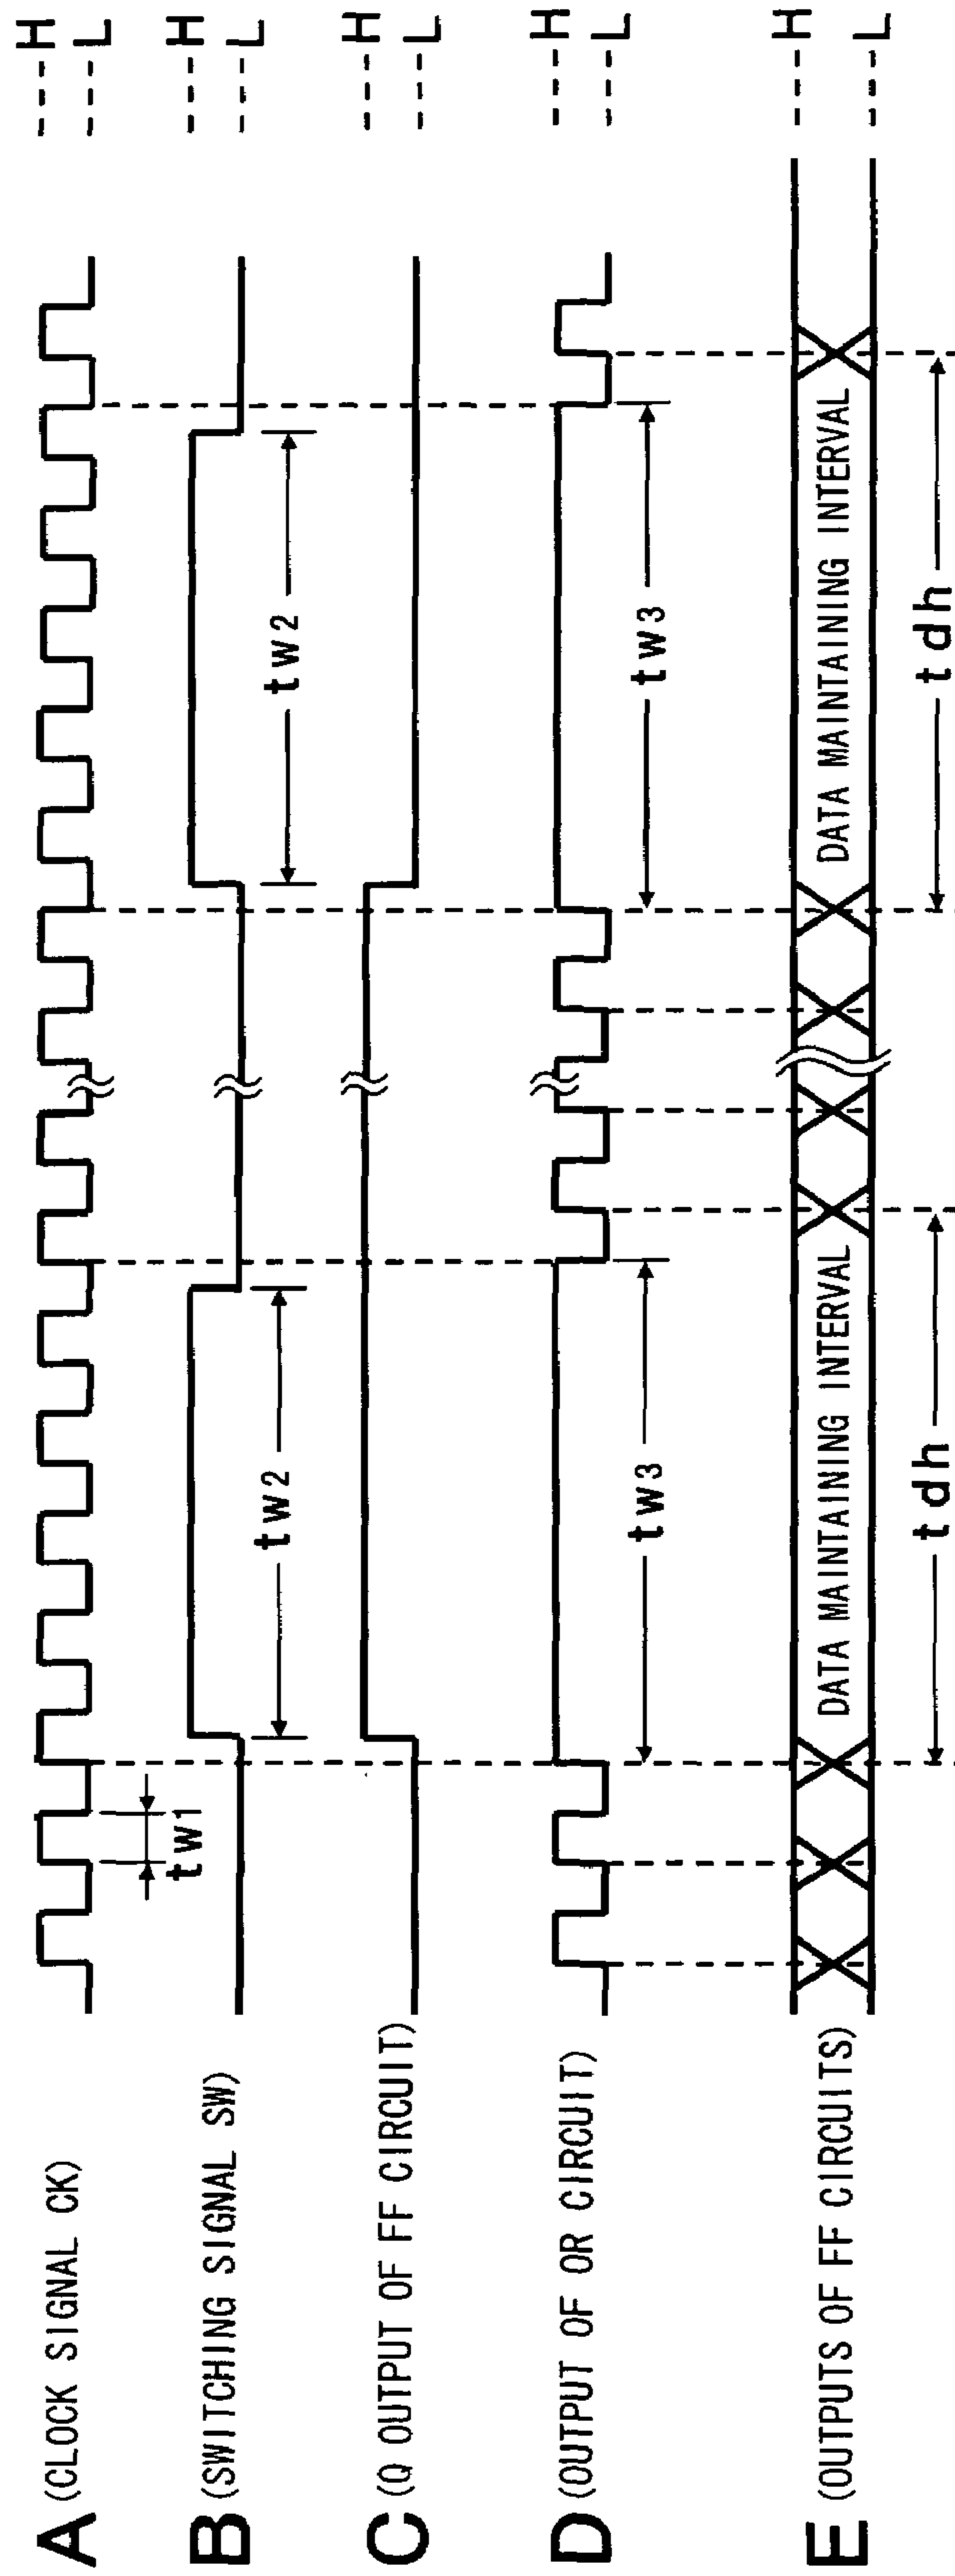 A (CLOCK SIGNAL CK)
tw1
H
L
B (SWITCHING SIGNAL SW)
tw2
tw2
H
L
C (Q OUTPUT OF FF CIRCUIT)
H
L
D (OUTPUT OF OR CIRCUIT)
tw3
tw3
H
L
E (OUTPUTS OF FF CIRCUITS)
DATA MAINTAINING INTERVAL
DATA MAINTAINING INTERVAL
H
L
tdh
tdh